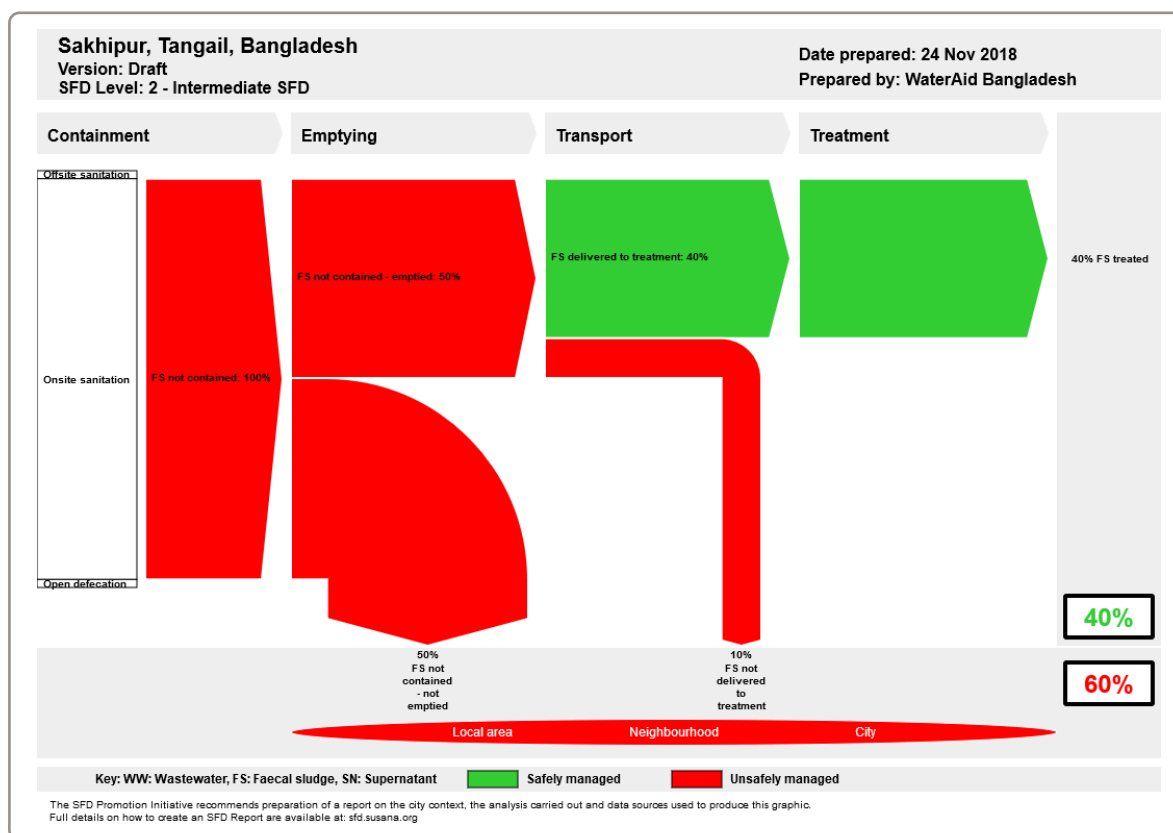 Sakhipur, Tangail, Bangladesh
Version: Draft
SFD Level: 2 - Intermediate SFD
Date prepared: 24 Nov 2018
Prepared by: WaterAid Bangladesh
Containment
Emptying
Transport
Treatment
Offsite sanitation
FS not contained - emptied: 50%
FS delivered to treatment: 40%
40% FS treated
Onsite sanitation
FS not contained: 100%
Open defecation
40%
50%
FS not
contained
- not
emptied
10%
FS not
delivered
to
treatment
60%
Local area
Neighbourhood
City
Key: WW: Wastewater, FS: Faecal sludge, SN: Supernatant
Safely managed
Unsafely managed
The SFD Promotion Initiative recommends preparation of a report on the city context, the analysis carried out and data sources used to produce this graphic.
Full details on how to create an SFD Report are available at: sfd.susana.org